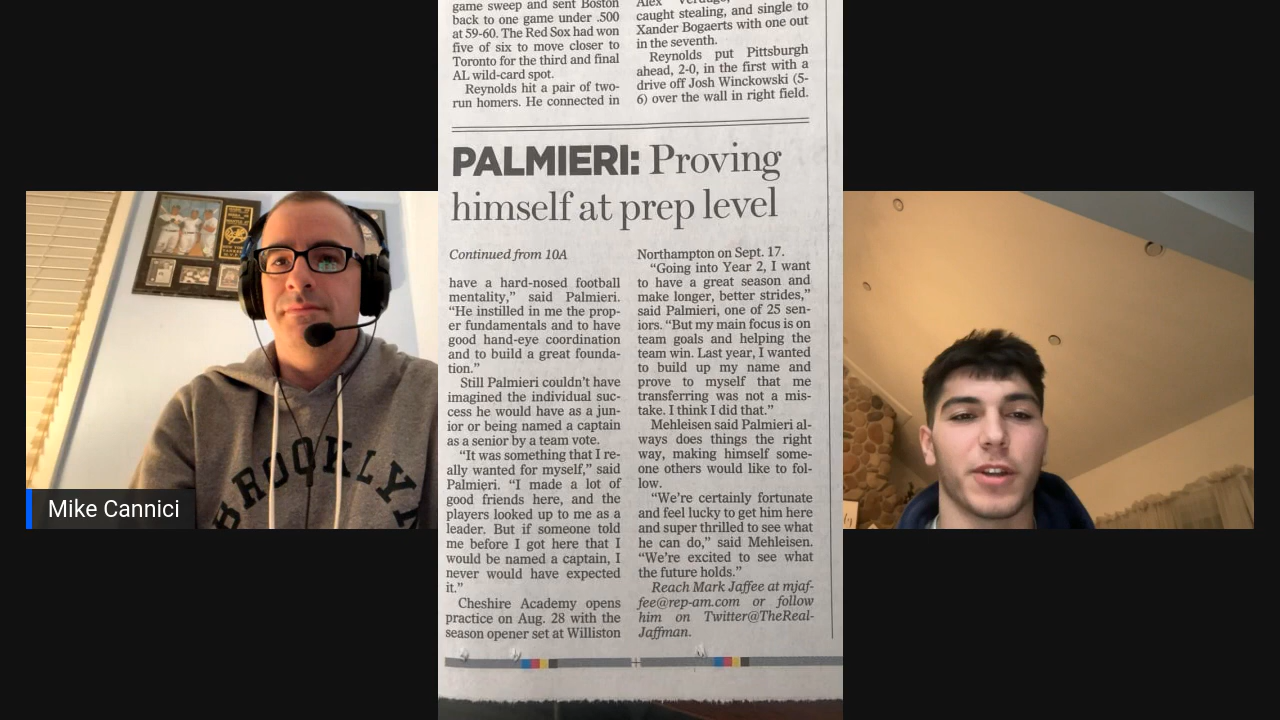 game sweep and sent Boston
back to one game under .500
at 59-60. The Red Sox had won
five of six to move closer to
Toronto for the third and final
AL wild-card spot.
Reynolds hit a pair of two-
run homers. He connected in
Alex Verdugo,
caught stealing, and single to
Xander Bogaerts with one out
in the seventh.
Reynolds put Pittsburgh
ahead, 2-0, in the first with a
drive off Josh Winckowski (5-
6) over the wall in right field.
PALMIERI: Proving
himself at prep level
Continued from 10A
have a hard-nosed football
mentality,” said Palmieri.
“He instilled in me the prop-
er fundamentals and to have
good hand-eye coordination
and to build a great founda-
tion.”
Still Palmieri couldn’t have
imagined the individual suc-
cess he would have as a jun-
ior or being named a captain
as a senior by a team vote.
“It was something that I re-
ally wanted for myself,” said
Palmieri. “I made a lot of
good friends here, and the
players looked up to me as a
leader. But if someone told
me before I got here that I
would be named a captain, I
never would have expected
it.”
Cheshire Academy opens
practice on Aug. 28 with the
season opener set at Williston
Northampton on Sept. 17.
“Going into Year 2, I want
to have a great season and
make longer, better strides,”
said Palmieri, one of 25 sen-
iors. “But my main focus is on
team goals and helping the
team win. Last year, I wanted
to build up my name and
prove to myself that me
transferring was not a mis-
take. I think I did that.”
Mehleisen said Palmieri al-
ways does things the right
way, making himself some-
one others would like to fol-
low.
“We’re certainly fortunate
and feel lucky to get him here
and super thrilled to see what
he can do,” said Mehleisen.
“We’re excited to see what
the future holds.”
Reach Mark Jaffee at mjaf-
fee@rep-am.com or follow
him on Twitter@TheReal-
Jaffman.
BROOKLYN
Mike Cannici